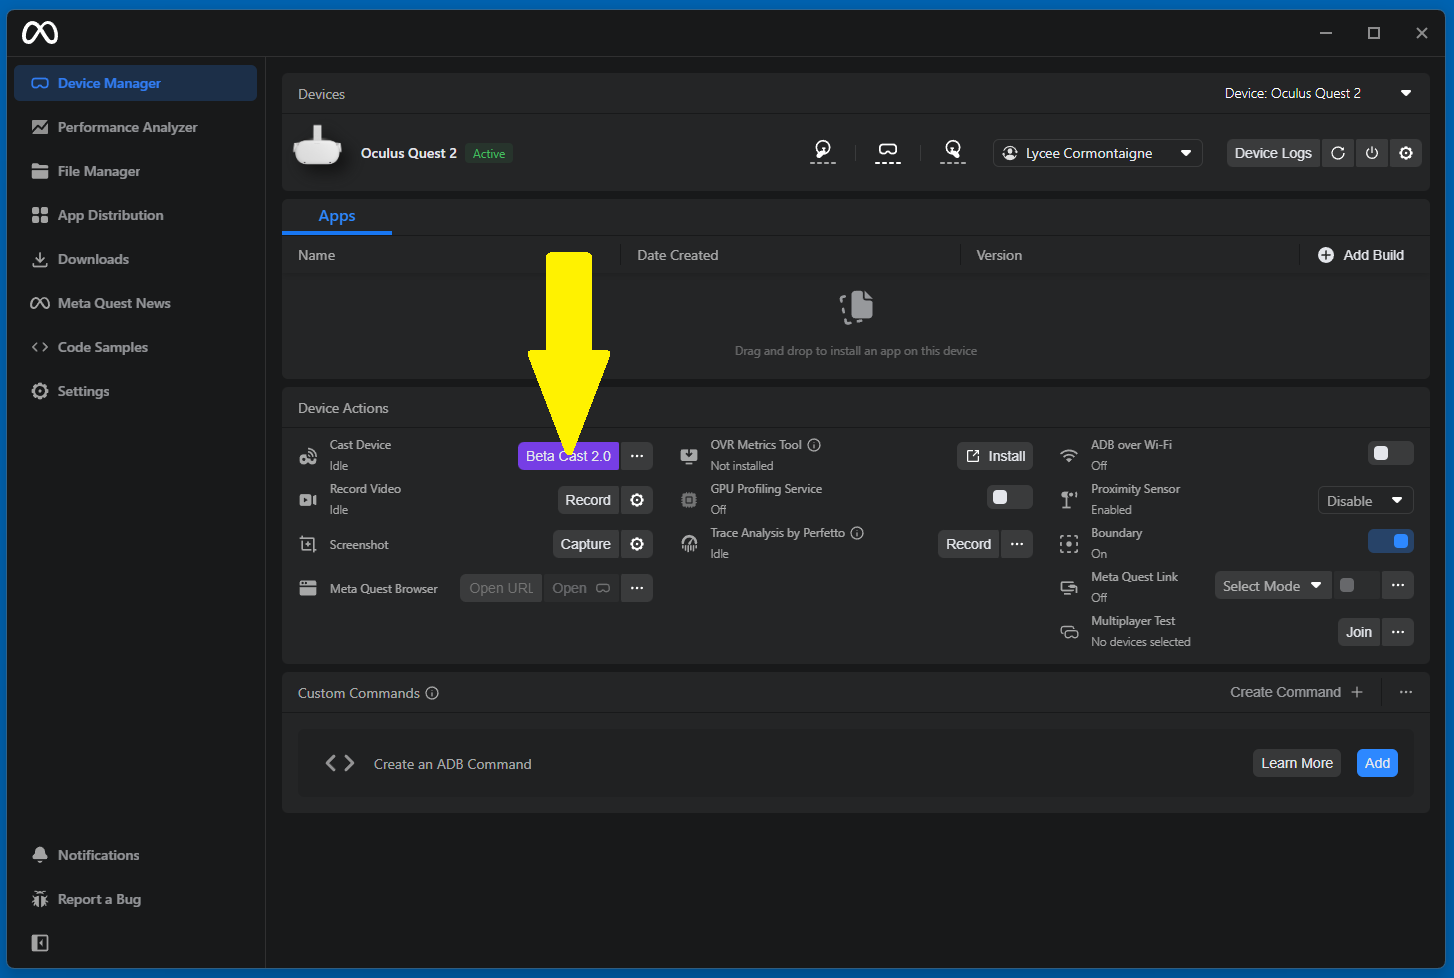 Device Manager
Performance Analyzer
File Manager
App Distribution
Downloads
Meta Quest News
Code Samples
Settings
Notifications
Report a Bug
Devices
Device: Oculus Quest 2
Oculus Quest 2 Active
Lycee Cormontaigne
Device Logs
Apps
Name Date Created Version Add Build
Drag and drop to install an app on this device
Device Actions
Cast Device
Idle
Beta Cast 2.0
Record Video
Idle
Record
Screenshot
Capture
Meta Quest Browser
Open URL Open
OVR Metrics Tool
Not installed
Install
GPU Profiling Service
Off
Trace Analysis by Perfetto
Idle
Record
ADB over Wi-Fi
Off
Proximity Sensor
Enabled
Disable
Boundary
On
Meta Quest Link
Off
Select Mode
Multiplayer Test
No devices selected
Join
Custom Commands
Create Command
Create an ADB Command
Learn More
Add